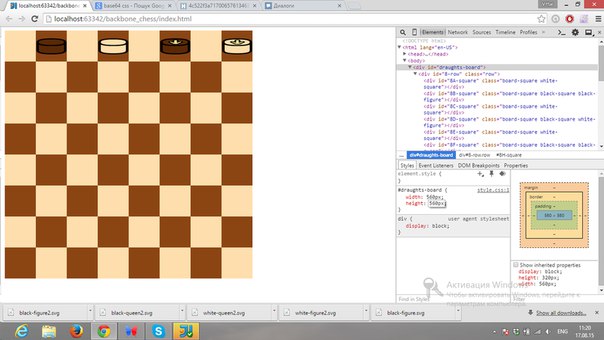 localhost:63342/backbone_ch
base64 css - Пошук Goog
4c522f3a7170065761346
Диалоги
localhost:63342/backbone_chess/index.html
Elements Network Sources Timeline Profiles
<!DOCTYPE html>
<html lang="en-US">
<head>…</head>
<body>
<div id="draughts-board">
<div id="8-row" class="row">
<div id="8A-square" class="board-square white-
square"></div>
<div id="8B-square" class="board-square black-square black-
figure"></div>
<div id="8C-square" class="board-square white-
square"></div>
<div id="8D-square" class="board-square black-square white-
figure"></div>
<div id="8E-square" class="board-square white-
square"></div>
<div id="8F-square" class="board-square black-square black-
... div#draughts-board div#8-row.row #8H-square
Styles Event Listeners DOM Breakpoints Properties
element.style {
}
#draughts-board { style.css:1
width: 560px;
height: 560px;
}
div { user agent stylesheet
display: block;
}
margin
border
padding
560 × 560
Show inherited properties
display: block;
height: 320px;
width: 560px;
Find in Styles
Filter
Активация Windows
Чтобы активировать Windows, перейдите к
параметрам компьютера.
black-figure2.svg
black-queen2.svg
white-queen2.svg
white-figure2.svg
black-figure.svg
Show all downloads...
ENG
11:20
17.08.15